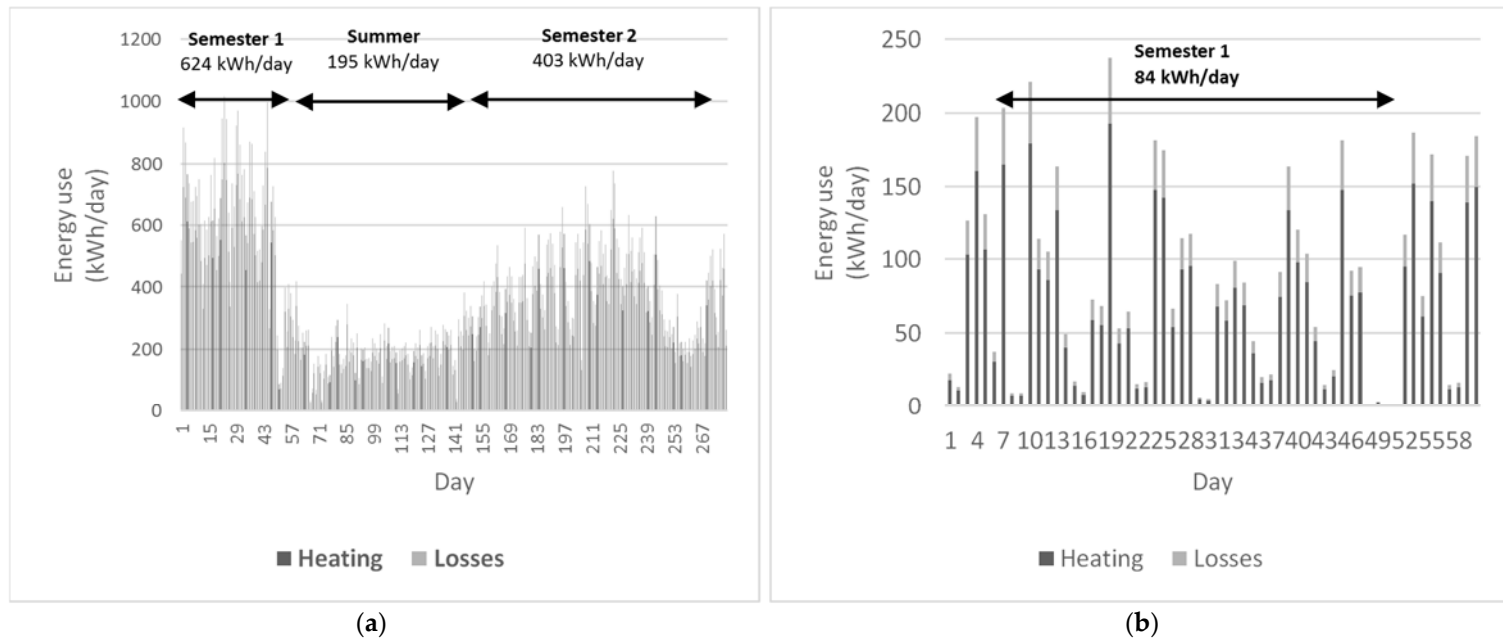 Semester 1
624 kWh/day
Summer
195 kWh/day
Semester 2
403 kWh/day
Energy use
(kWh/day)
1200
1000
800
600
400
200
0
1
15
29
43
57
71
85
99
113
127
141
155
169
183
197
211
225
239
253
267
Day
Heating Losses
(a)
Semester 1
84 kWh/day
Energy use
(kWh/day)
250
200
150
100
50
0
1 4 7 10 13 16 19 22 25 28 31 34 37 40 43 46 49 52 55 58
Day
Heating Losses
(b)